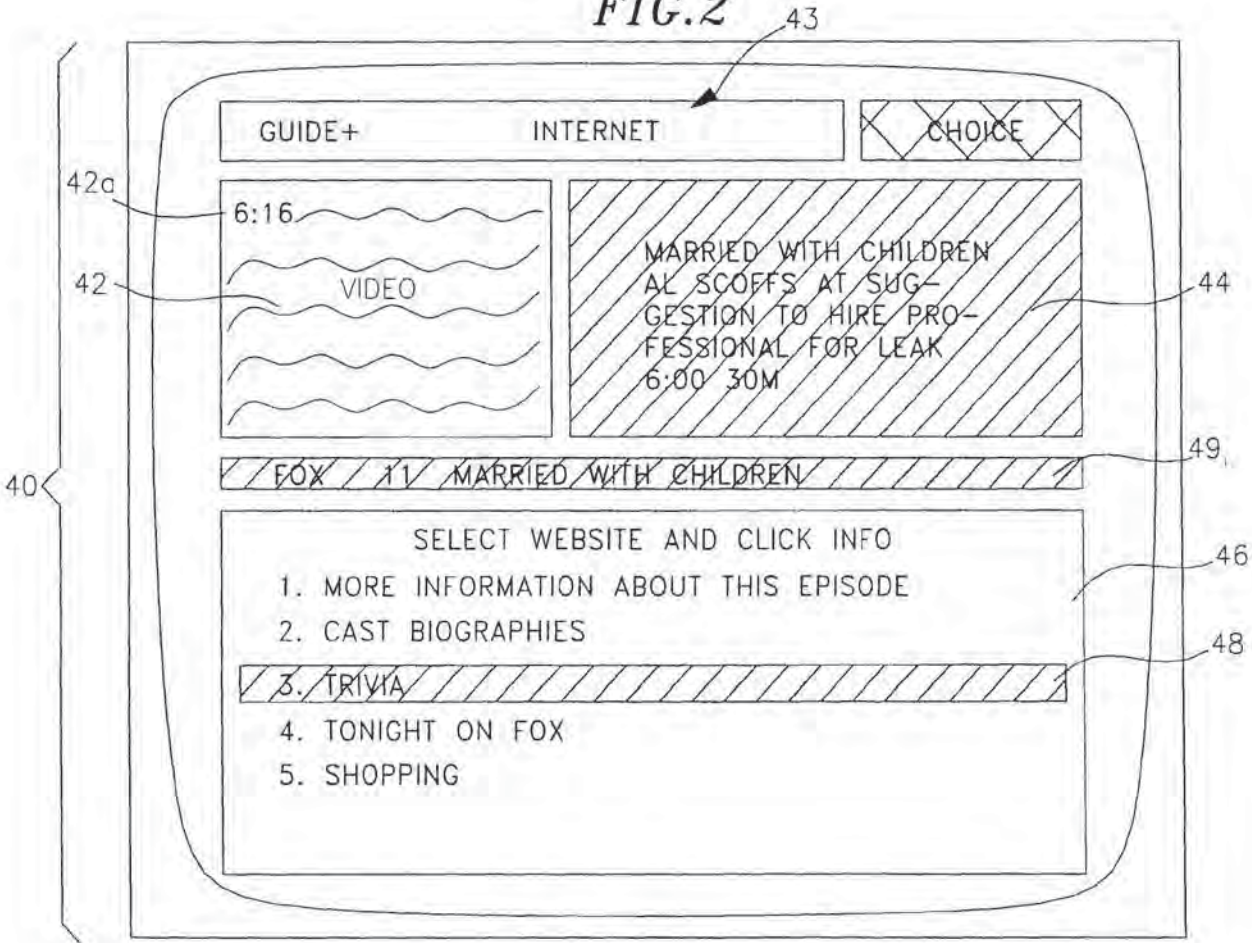 FIG.2
43
GUIDE+ INTERNET CHOICE
42a
6:16
VIDEO
42
MARRIED WITH CHILDREN
AL SCOFFS AT SUG-
GESTION TO HIRE PRO-
FESSIONAL FOR LEAK
6:00 30M
44
FOX 11 MARRIED WITH CHILDREN
49
40
SELECT WEBSITE AND CLICK INFO
46
1. MORE INFORMATION ABOUT THIS EPISODE
2. CAST BIOGRAPHIES
48
3. TRIVIA
4. TONIGHT ON FOX
5. SHOPPING